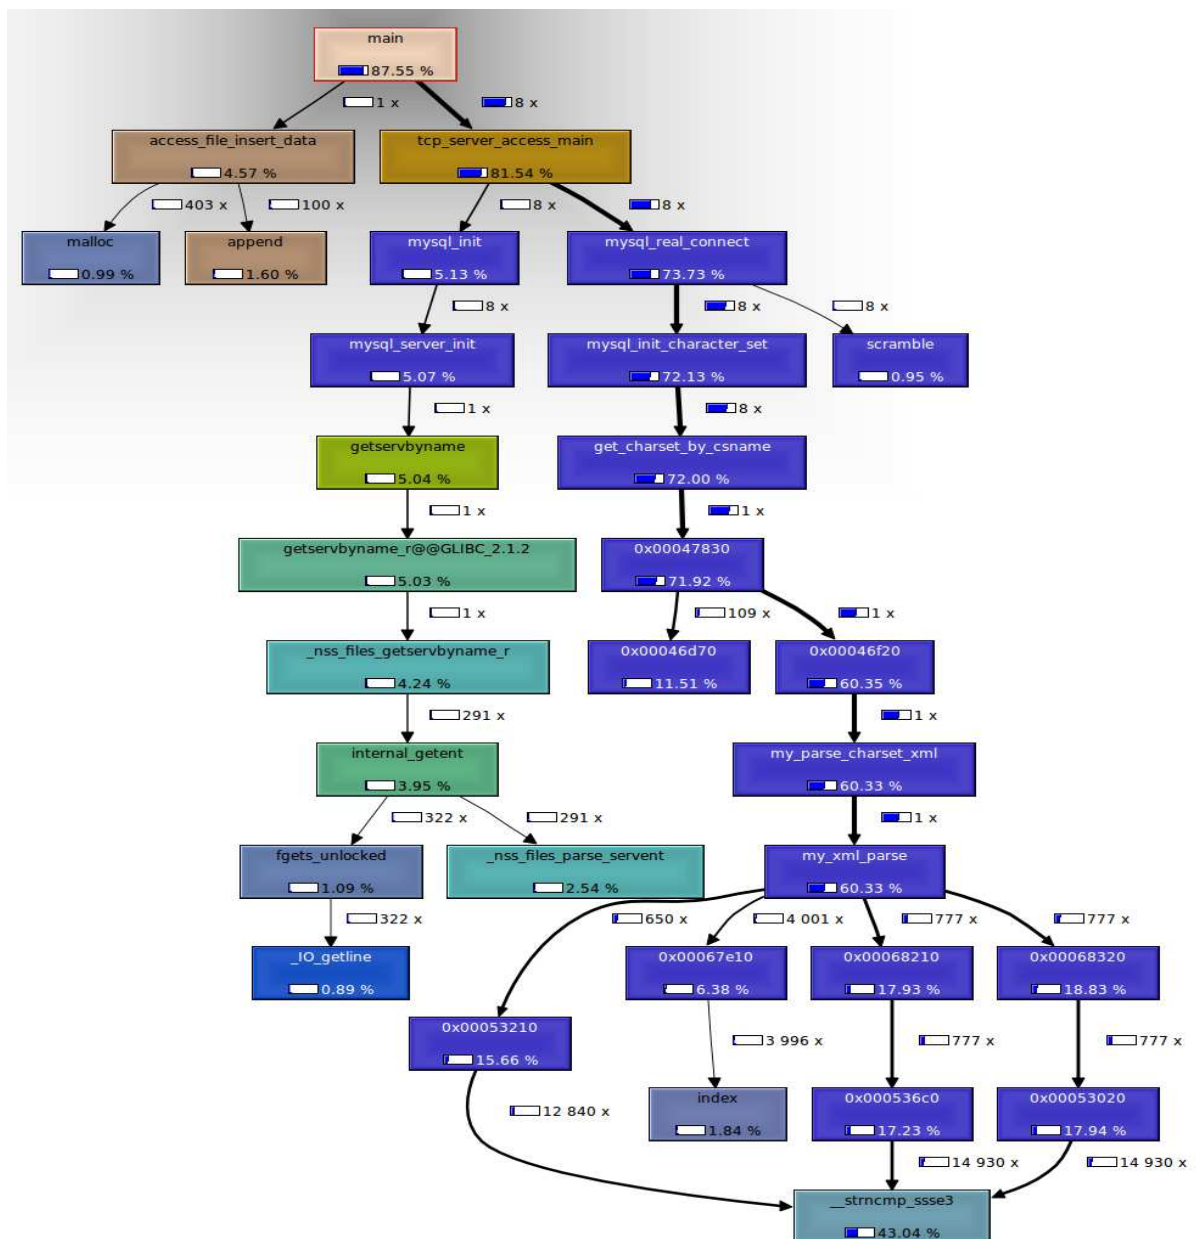 main
87.55 %
1 x
8 x
access_file_insert_data
4.57 %
tcp_server_access_main
81.54 %
403 x
100 x
8 x
8 x
malloc
0.99 %
append
1.60 %
mysql_init
5.13 %
mysql_real_connect
73.73 %
8 x
8 x
8 x
mysql_server_init
5.07 %
mysql_init_character_set
72.13 %
scramble
0.95 %
1 x
8 x
getservbyname
5.04 %
get_charset_by_csname
72.00 %
1 x
1 x
getservbyname_r@@GLIBC_2.1.2
5.03 %
0x00047830
71.92 %
1 x
109 x
1 x
_nss_files_getservbyname_r
4.24 %
0x00046d70
11.51 %
0x00046f20
60.35 %
291 x
1 x
internal_getent
3.95 %
my_parse_charset_xml
60.33 %
322 x
291 x
1 x
fgets_unlocked
1.09 %
_nss_files_parse_servent
2.54 %
my_xml_parse
60.33 %
322 x
650 x
4 001 x
777 x
777 x
_IO_getline
0.89 %
0x00067e10
6.38 %
0x00068210
17.93 %
0x00068320
18.83 %
0x00053210
15.66 %
3 996 x
777 x
777 x
12 840 x
index
1.84 %
0x000536c0
17.23 %
0x00053020
17.94 %
14 930 x
14 930 x
__strncmp_ssse3
43.04 %